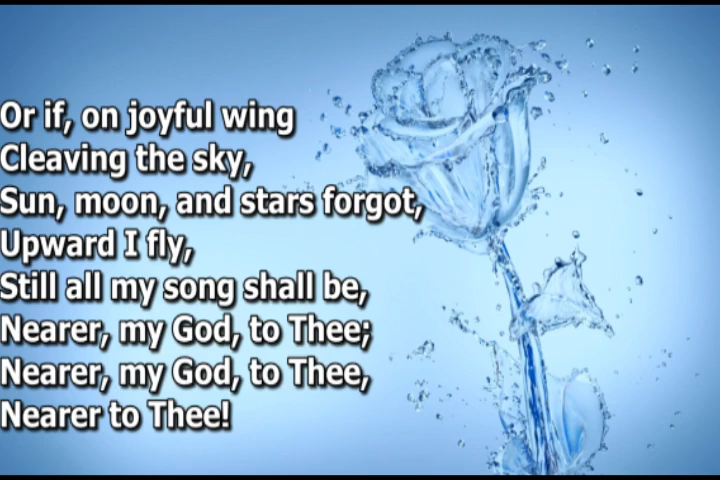 Or if, on joyful wing
Cleaving the sky,
Sun, moon, and stars forgot,
Upward I fly,
Still all my song shall be,
Nearer, my God, to Thee;
Nearer, my God, to Thee,
Nearer to Thee!